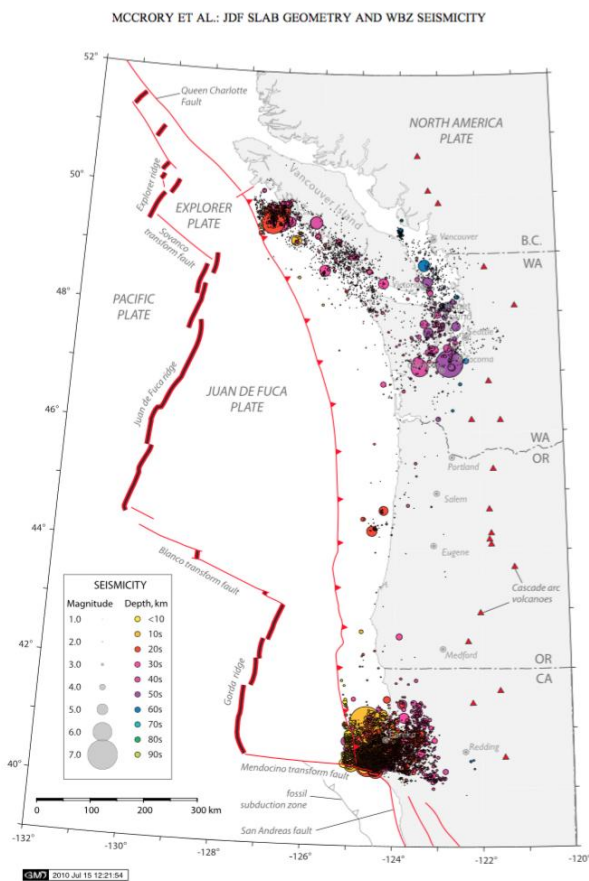 MCCRORY ET AL.: JDF SLAB GEOMETRY AND WBZ SEISMICITY
52°
50°
48°
46°
44°
42°
40°
Queen Charlotte
Fault
NORTH AMERICA
PLATE
Explorer ridge
EXPLORER
PLATE
Vancouver Island
Vancouver
B.C.
WA
Sovanco
transform fault
PACIFIC
PLATE
JUAN DE FUCA
PLATE
Juan de Fuca ridge
WA
OR
Portland
Salem
Eugene
Blanco transform fault
Cascade arc
volcanoes
Medford
OR
CA
Gorda ridge
Redding
Mendocino transform fault
fossil
subduction zone
San Andreas fault
SEISMICITY
Magnitude Depth, km
1.0 <10
2.0 10s
3.0 20s
4.0 30s
5.0 40s
6.0 50s
7.0 60s
70s
80s
90s
0 100 200 300 km
-132° -130° -128° -126° -124° -122° -120°
GMD 2010 Jul 15 12:21:54